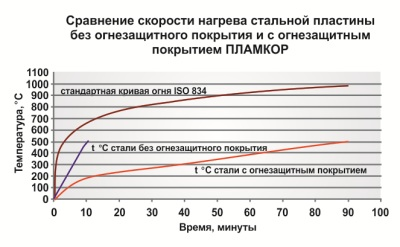 Сравнение скорости нагрева стальной пластины
без огнезащитного покрытия и с огнезащитным
покрытием ПЛАМКОР
Температура, °C
1100
1000
900
800
700
600
500
400
300
200
100
0
стандартная кривая огня ISO 834
t °C стали без огнезащитного покрытия
t °C стали с огнезащитным покрытием
0 10 20 30 40 50 60 70 80 90 100
Время, минуты